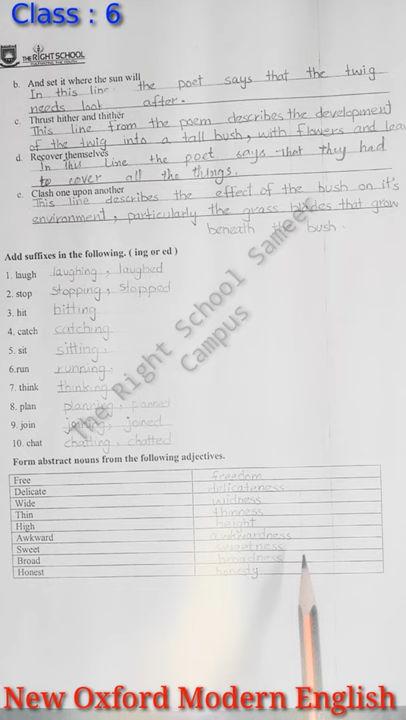 Class : 6
THE RIGHT SCHOOL
b. And set it where the sun will
In this line the poet says that the twig
needs look after.
c. Thrust hither and thither
This line from the poem describes the development
of the twig into a tall bush, with flowers and lea
d. Recover themselves
In this line the poet says that they had
to cover all the things.
e. Clash one upon another
This line describes the effect of the bush on it's
environment, particularly the grass blades that grow
beneath the bush.
Add suffixes in the following. ( ing or ed )
1. laugh laughing, laughed
2. stop stopping, stopped
3. hit hitting
4. catch catching
5. sit sitting
6.run running
7. think thinking
8. plan planning, planned
9. join joining, joined
10. chat chatting, chatted
Form abstract nouns from the following adjectives.
Free freedom
Delicate delicateness
Wide wideness
Thin thinness
High height
Awkward awkwardness
Sweet sweetness
Broad broadness
Honest honesty
The Right School Sameer
Campus
New Oxford Modern English